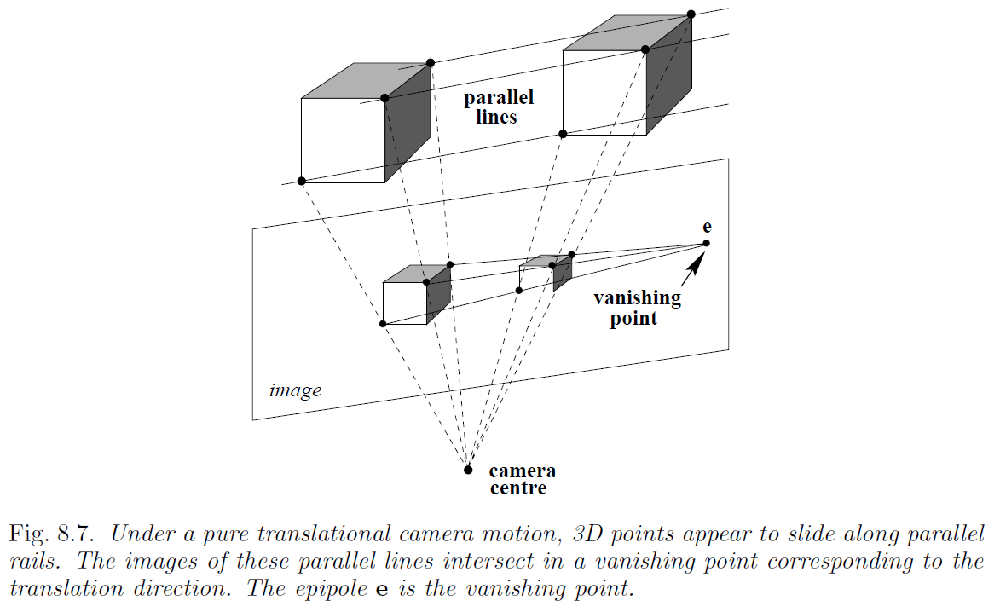 parallel
lines
e
vanishing
point
image
camera
centre
Fig. 8.7. Under a pure translational camera motion, 3D points appear to slide along parallel
rails. The images of these parallel lines intersect in a vanishing point corresponding to the
translation direction. The epipole e is the vanishing point.